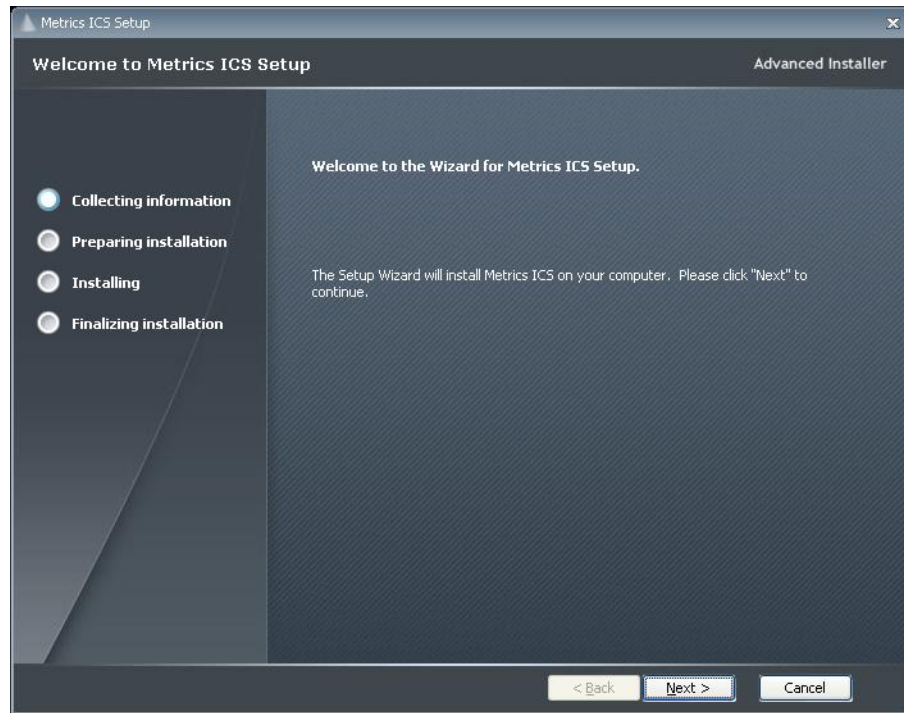 Metrics ICS Setup
Welcome to Metrics ICS Setup
Advanced Installer
Collecting information
Preparing installation
Installing
Finalizing installation
Welcome to the Wizard for Metrics ICS Setup.
The Setup Wizard will install Metrics ICS on your computer.  Please click "Next" to
continue.
< Back
Next >
Cancel